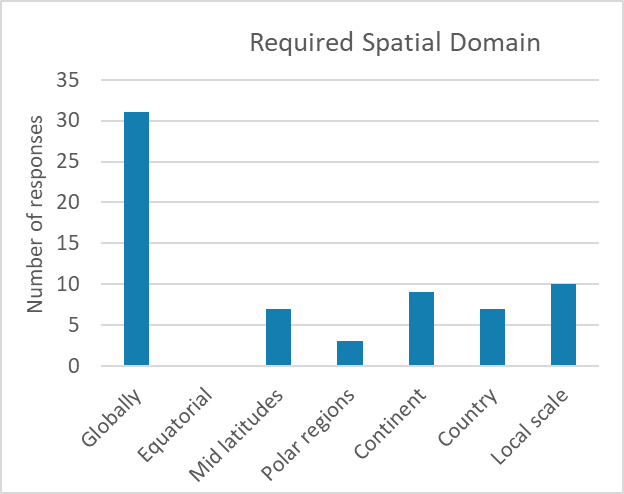 Required Spatial Domain
Number of responses
35
30
25
20
15
10
5
0
Globally
Equatorial
Mid latitudes
Polar regions
Continent
Country
Local scale